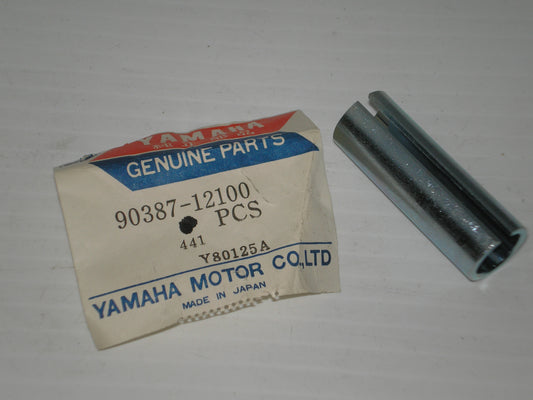 YAMAHA
GENUINE PARTS
90387-12100
PCS
441
Y80125A
YAMAHA MOTOR CO.,LTD
MADE IN JAPAN